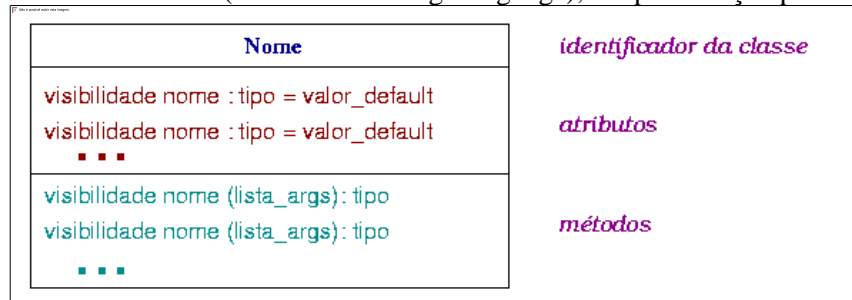 Nome
identificador da classe
visibilidade nome : tipo = valor_default
visibilidade nome : tipo = valor_default
...
atributos
visibilidade nome (lista_args): tipo
visibilidade nome (lista_args): tipo
...
métodos